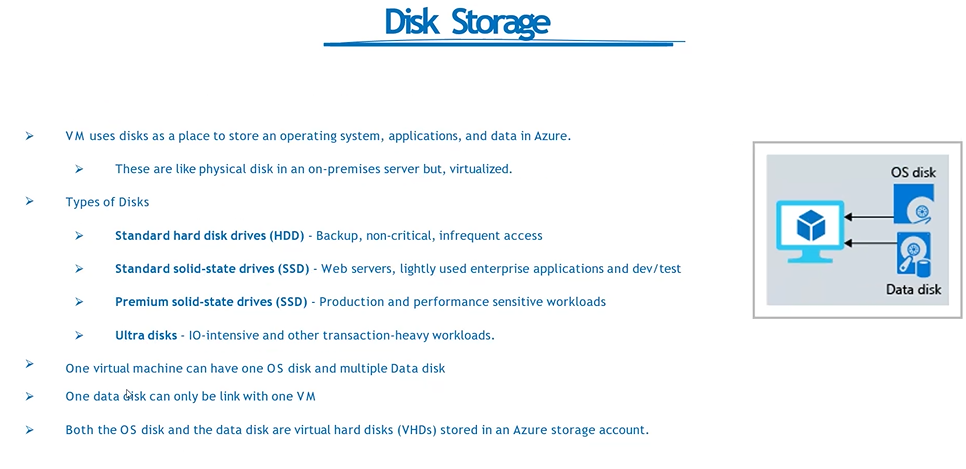 Disk Storage
VM uses disks as a place to store an operating system, applications, and data in Azure.
These are like physical disk in an on-premises server but, virtualized.
Types of Disks
Standard hard disk drives (HDD) - Backup, non-critical, infrequent access
Standard solid-state drives (SSD) - Web servers, lightly used enterprise applications and dev/test
Premium solid-state drives (SSD) - Production and performance sensitive workloads
Ultra disks - IO-intensive and other transaction-heavy workloads.
One virtual machine can have one OS disk and multiple Data disk
One data disk can only be link with one VM
Both the OS disk and the data disk are virtual hard disks (VHDs) stored in an Azure storage account.
OS disk
Data disk